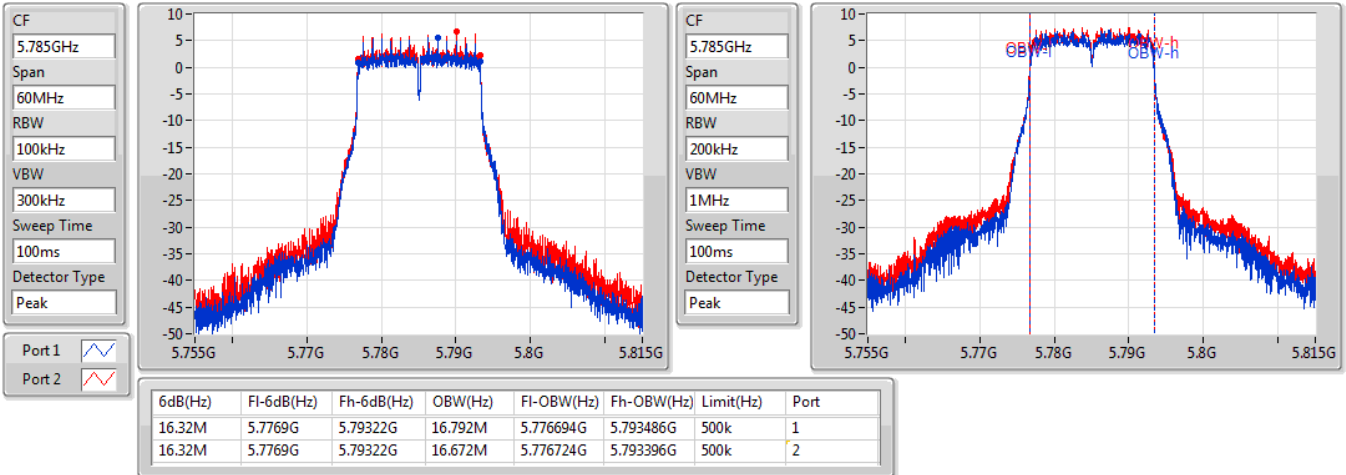 CF
5.785GHz
Span
60MHz
RBW
100kHz
VBW
300kHz
Sweep Time
100ms
Detector Type
Peak
Port 1
Port 2
10
5
0
-5
-10
-15
-20
-25
-30
-35
-40
-45
-50
5.755G 5.77G 5.78G 5.79G 5.8G 5.815G
CF
5.785GHz
Span
60MHz
RBW
200kHz
VBW
1MHz
Sweep Time
100ms
Detector Type
Peak
10
5
0
-5
-10
-15
-20
-25
-30
-35
-40
-45
-50
OBW-l OBW-h
OBW-l OBW-h
5.755G 5.77G 5.78G 5.79G 5.8G 5.815G
6dB(Hz) Fl-6dB(Hz) Fh-6dB(Hz) OBW(Hz) Fl-OBW(Hz) Fh-OBW(Hz) Limit(Hz) Port
16.32M 5.7769G 5.79322G 16.792M 5.776694G 5.793486G 500k 1
16.32M 5.7769G 5.79322G 16.672M 5.776724G 5.793396G 500k 2